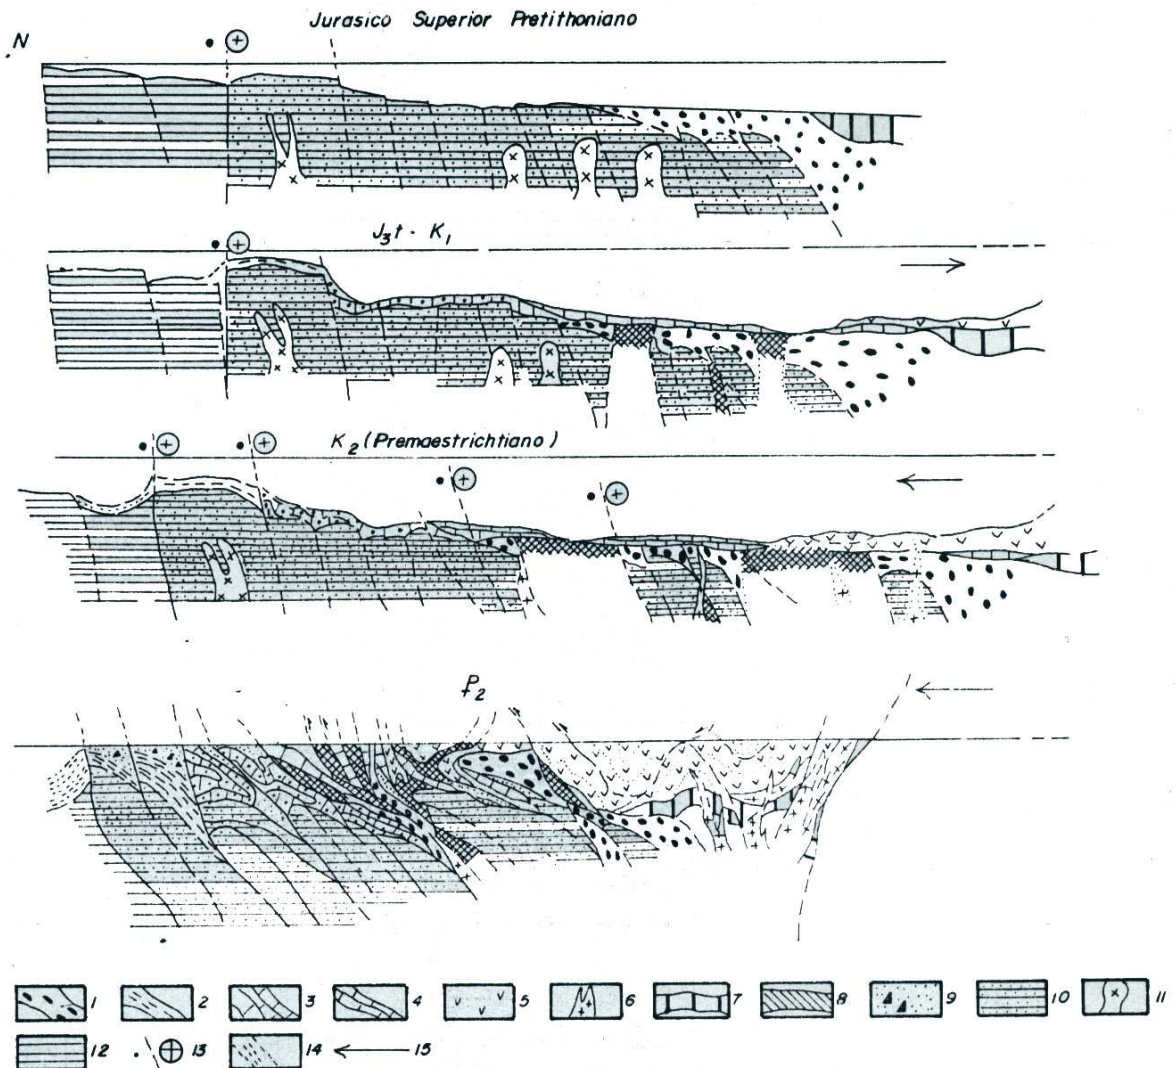 Jurasico Superior Pretithoniano
N
J₃t - K₁
K₂ (Premaestrichtiano)
P₂
1 2 3 4 5 6 7 8 9 10 11
12 13 14 15